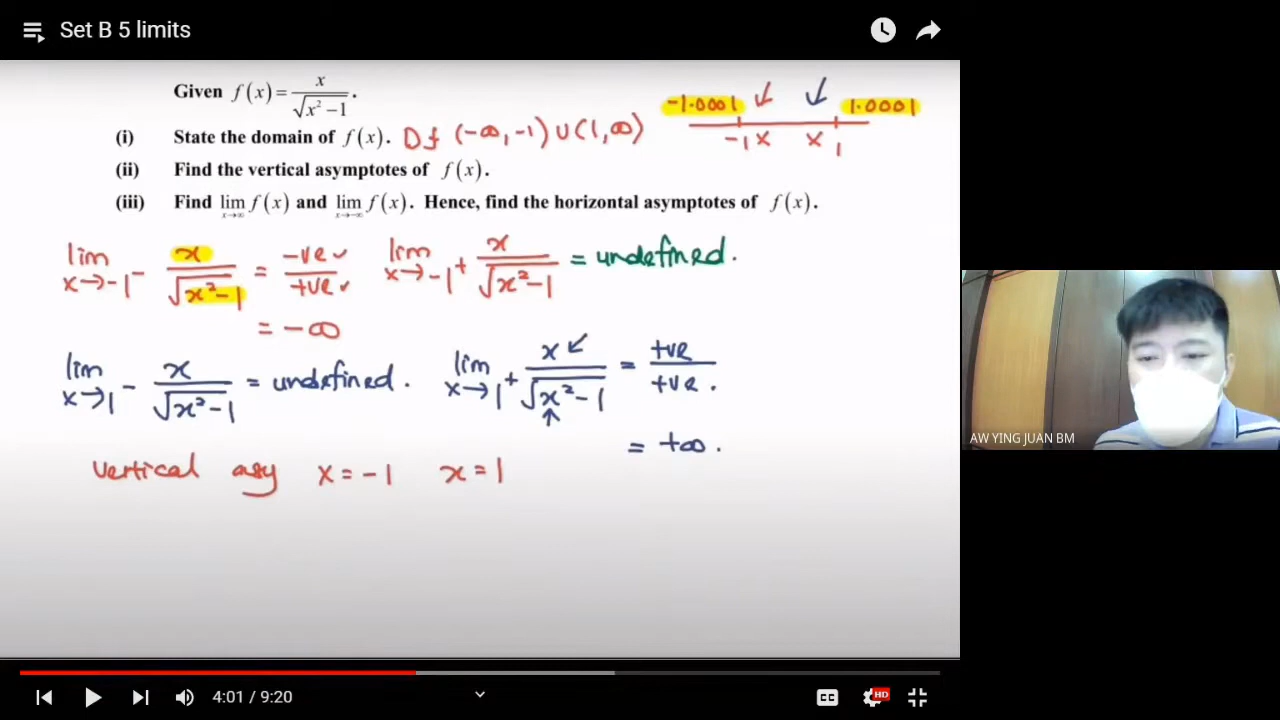 Set B 5 limits
Given f(x) = x / √(x² − 1).
−1.0001 ↙ ↙ 1.0001
−1 x x 1
(i) State the domain of f(x). Df (−∞, −1) ∪ (1, ∞)
(ii) Find the vertical asymptotes of f(x).
(iii) Find lim x→∞ f(x) and lim x→−∞ f(x). Hence, find the horizontal asymptotes of f(x).
lim x→−1⁻ x / √(x² − 1) = −ve ✓ / +ve ✓
= −∞
lim x→−1⁺ x / √(x² − 1) = undefined.
lim x→1⁻ x / √(x² − 1) = undefined.
lim x→1⁺ x / √(x² − 1) = +ve / +ve.
= +∞.
vertical asy x = −1 x = 1
AW YING JUAN BM
4:01 / 9:20
CC
HD